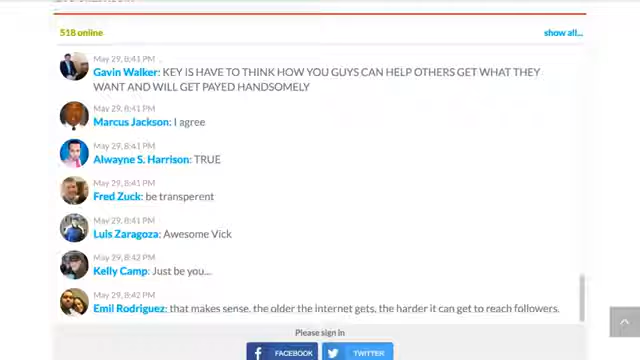 518 online
show all...
May 29, 8:41 PM
Gavin Walker: KEY IS HAVE TO THINK HOW YOU GUYS CAN HELP OTHERS GET WHAT THEY
WANT AND WILL GET PAYED HANDSOMELY
May 29, 8:41 PM
Marcus Jackson: I agree
May 29, 8:41 PM
Alwayne S. Harrison: TRUE
May 29, 8:41 PM
Fred Zuck: be transperent
May 29, 8:41 PM
Luis Zaragoza: Awesome Vick
May 29, 8:42 PM
Kelly Camp: Just be you...
May 29, 8:42 PM
Emil Rodriguez: that makes sense. the older the internet gets, the harder it can get to reach followers.
Please sign in
FACEBOOK
TWITTER